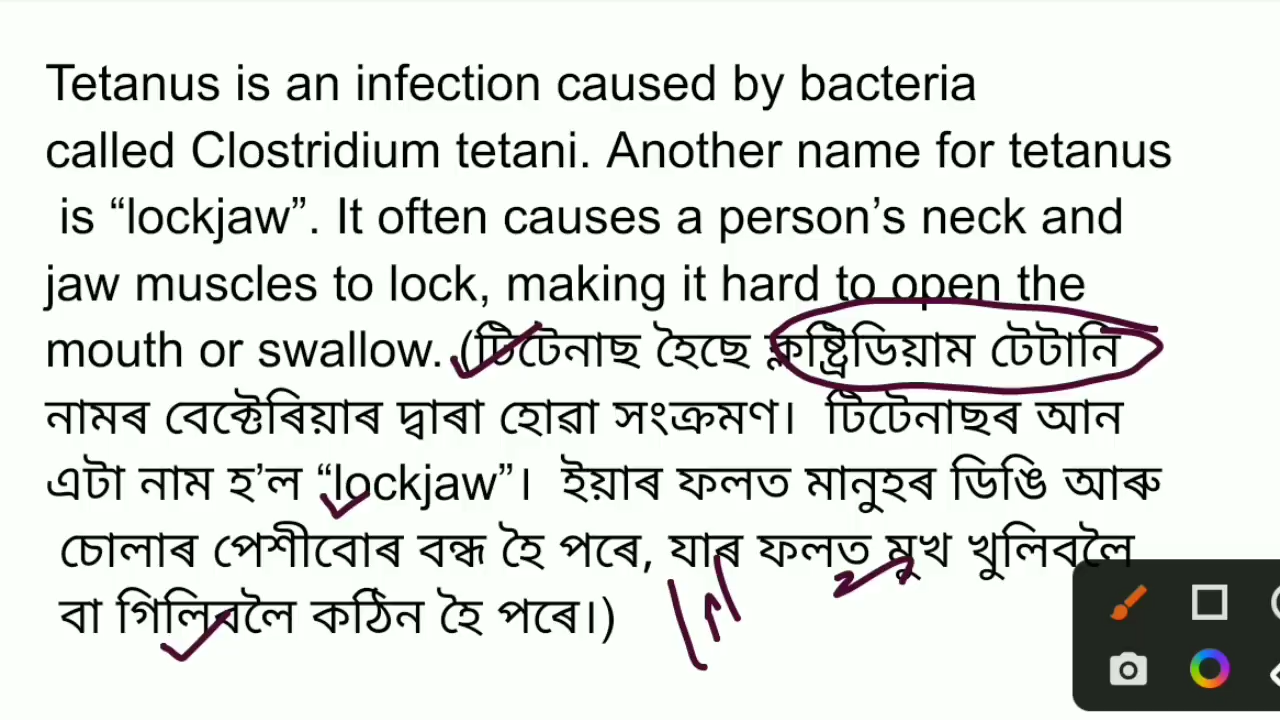 Tetanus is an infection caused by bacteria
called Clostridium tetani. Another name for tetanus
is “lockjaw”. It often causes a person’s neck and
jaw muscles to lock, making it hard to open the
mouth or swallow. (টিটেনাছ হৈছে ক্লষ্ট্ৰিডিয়াম টেটানি
নামৰ বেক্টেৰিয়াৰ দ্বাৰা হোৱা সংক্ৰমণ। টিটেনাছৰ আন
এটা নাম হ’ল “lockjaw”। ইয়াৰ ফলত মানুহৰ ডিঙি আৰু
চোলাৰ পেশীবোৰ বন্ধ হৈ পৰে, যাৰ ফলত মুখ খুলিবলৈ
বা গিলিবলৈ কঠিন হৈ পৰে।)